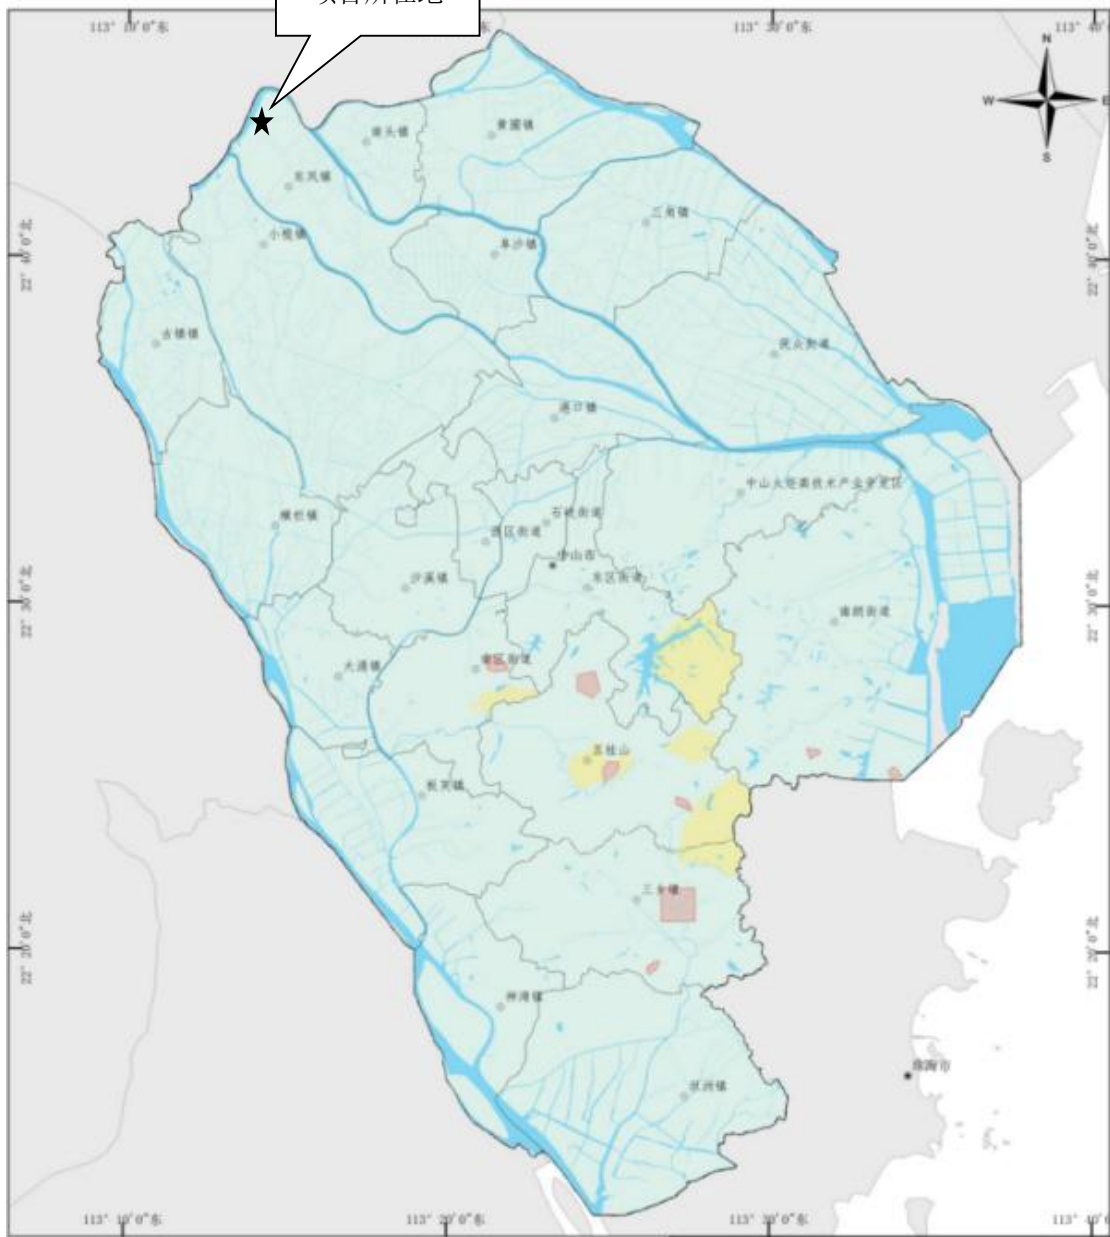 项目所在地
113° 10′ 0″东
113° 30′ 0″东
113° 40′
N
W
E
S
南头镇
黄圃镇
东凤镇
三角镇
小榄镇
阜沙镇
22° 40′ 0″北
22° 40′ 0″北
古镇镇
民众街道
港口镇
中山火炬高技术产业开发区
横栏镇
石岐街道
西区街道
中山市
沙溪镇
东区街道
22° 30′ 0″北
22° 30′ 0″北
南朗街道
大涌镇
南区街道
五桂山
板芙镇
三乡镇
22° 20′ 0″北
22° 20′ 0″北
神湾镇
珠海市
坦洲镇
113° 10′ 0″东
113° 20′ 0″东
113° 30′ 0″东
113° 40′ 0″